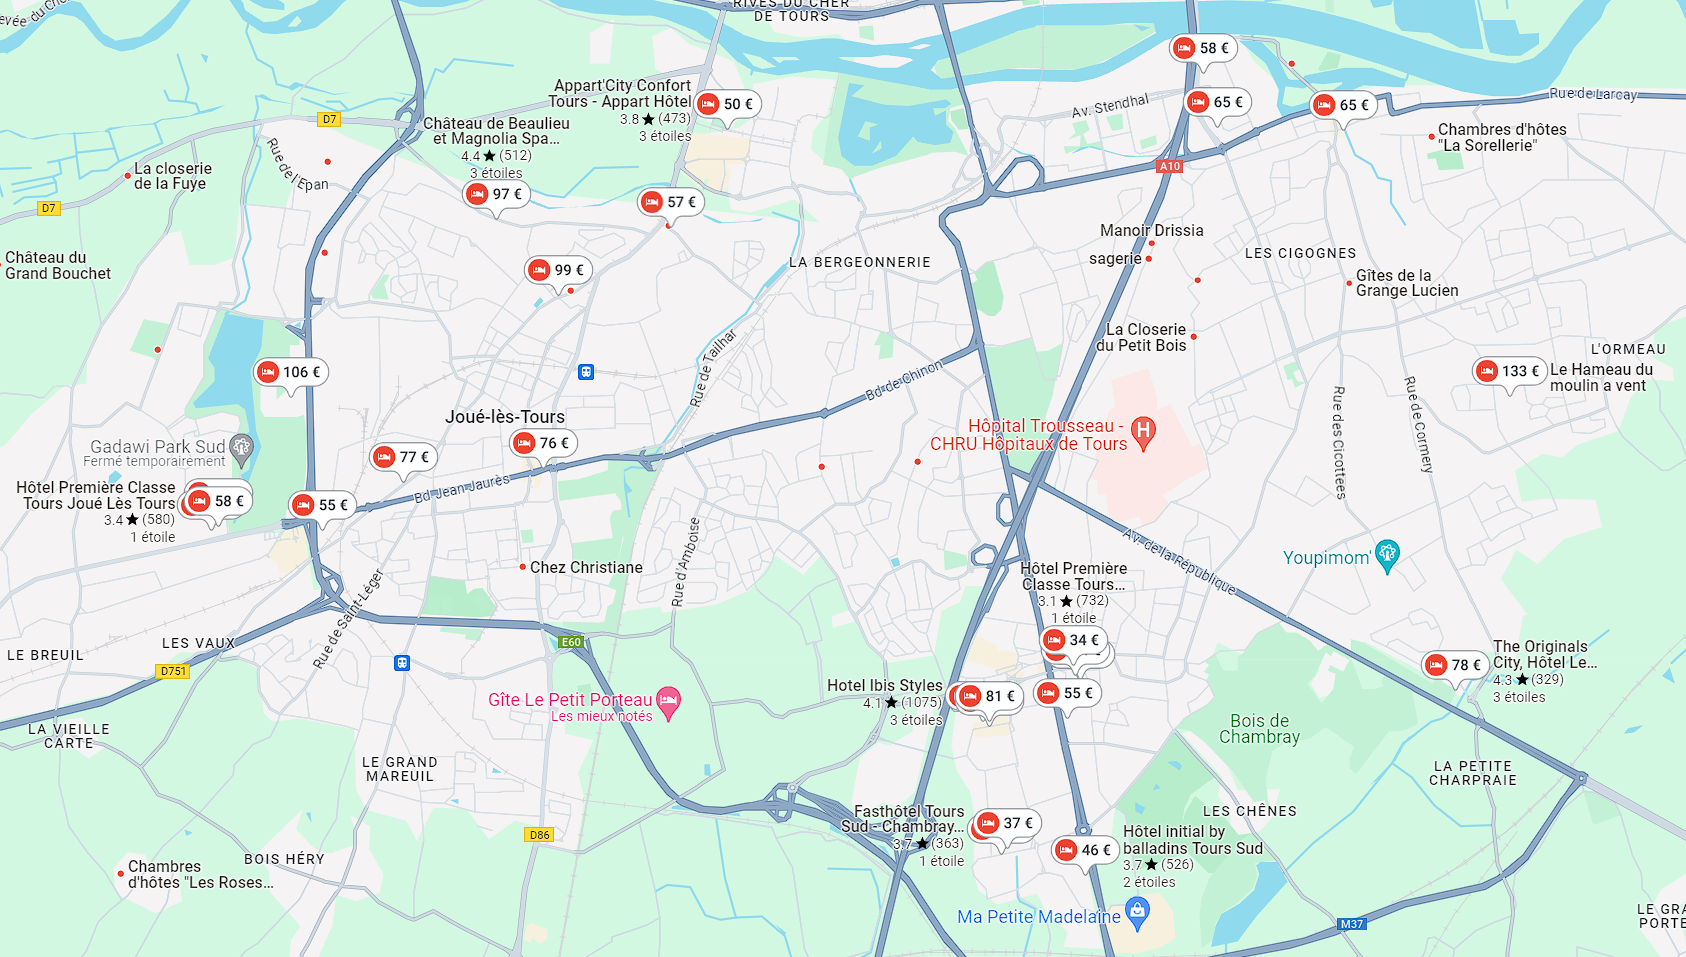 RIVES DU CHER
DE TOURS
58 €
Appart'City Confort
Tours - Appart Hôtel
3.8★(473)
3 étoiles
50 €
65 €
65 €
Rue de Larçay
Av. Stendhal
D7
Château de Beaulieu
et Magnolia Spa...
4.4★(512)
3 étoiles
97 €
Chambres d'hôtes
"La Sorellerie"
Rue de l'Épan
La closerie
de la Fuye
A10
D7
57 €
Manoir Drissia
sagerie
LES CIGOGNES
Château du
Grand Bouchet
99 €
LA BERGEONNERIE
Gîtes de la
Grange Lucien
La Closerie
du Petit Bois
L'ORMEAU
106 €
Rue de Tailhar
Bd de Chinon
133 €
Le Hameau du
moulin a vent
Joué-lès-Tours
Hôpital Trousseau -
CHRU Hôpitaux de Tours
H
Rue des Cicottées
Rue de Cormery
Gadawi Park Sud
Fermé temporairement
77 €
76 €
Hôtel Première Classe
Tours Joué Lès Tours
3.4★(580)
1 étoile
58 €
55 €
Bd Jean Jaurès
Rue d'Amboise
Av. de la République
Youpimom'
Chez Christiane
Hôtel Première
Classe Tours...
3.1★(732)
1 étoile
34 €
Rue de Saint-Léger
LES VAUX
LE BREUIL
D751
E60
The Originals
City, Hôtel Le...
4.3★(329)
3 étoiles
78 €
Gîte Le Petit Porteau
Les mieux notés
Hotel Ibis Styles
4.1★(1075)
3 étoiles
81 €
55 €
LA VIEILLE
CARTE
Bois de
Chambray
LE GRAND
MAREUIL
LA PETITE
CHARPRAIE
Fasthôtel Tours
Sud - Chambray...
3.7★(363)
1 étoile
37 €
LES CHÊNES
D86
Hôtel initial by
balladins Tours Sud
3.7★(526)
2 étoiles
46 €
BOIS HÉRY
Chambres
d'hôtes "Les Roses...
Ma Petite Madelaine
M37
LE GRA
PORTE